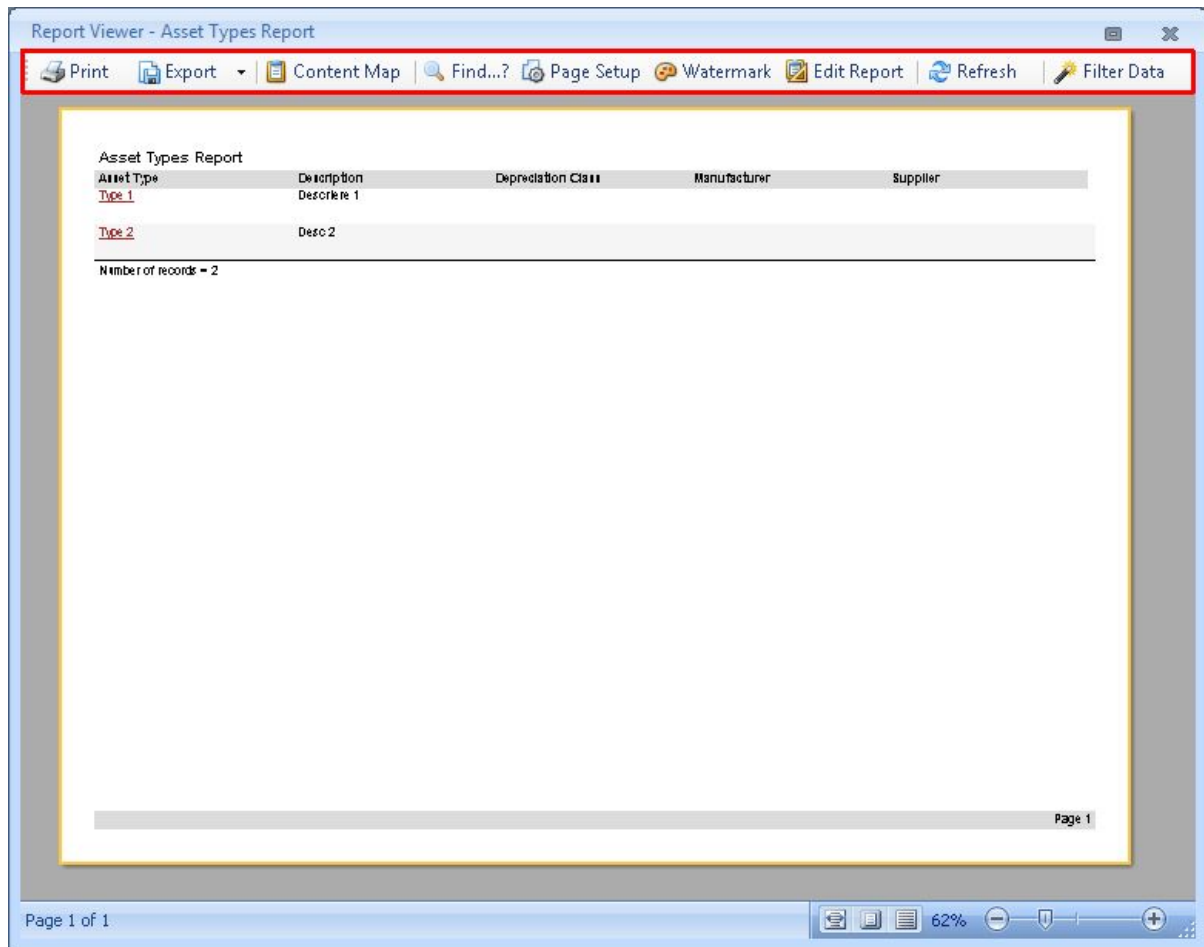 Report Viewer - Asset Types Report
Print Export Content Map Find...? Page Setup Watermark Edit Report Refresh Filter Data
Asset Types Report
Asset Type Description Depreciation Class Manufacturer Supplier
Type 1 Descriere 1
Type 2 Desc 2
Number of records = 2
Page 1
Page 1 of 1 62%